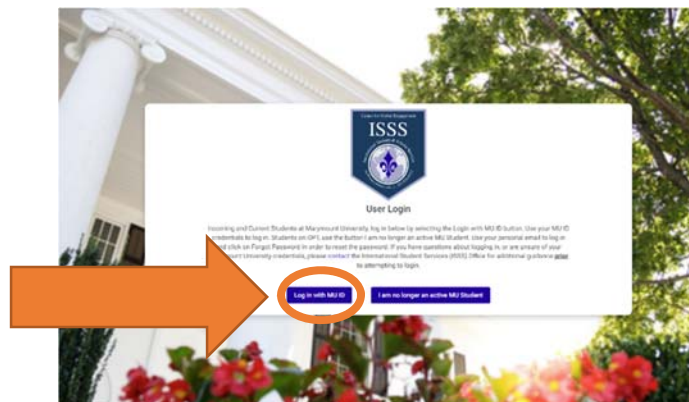 Center for Global Engagement
ISSS
User Login
Incoming and Current Students at Marymount University, log in below by selecting the Login with MU ID button. Use your MU ID
credentials to log in. Students on OPT, use the button I am no longer an active MU Student. Use your personal email to log in
and click on Forgot Password in order to reset the password. If you have questions about logging in, or are unsure of your
University credentials, please contact the International Student Services (ISSS) Office for additional guidance prior
to attempting to login.
Log in with MU ID
I am no longer an active MU Student